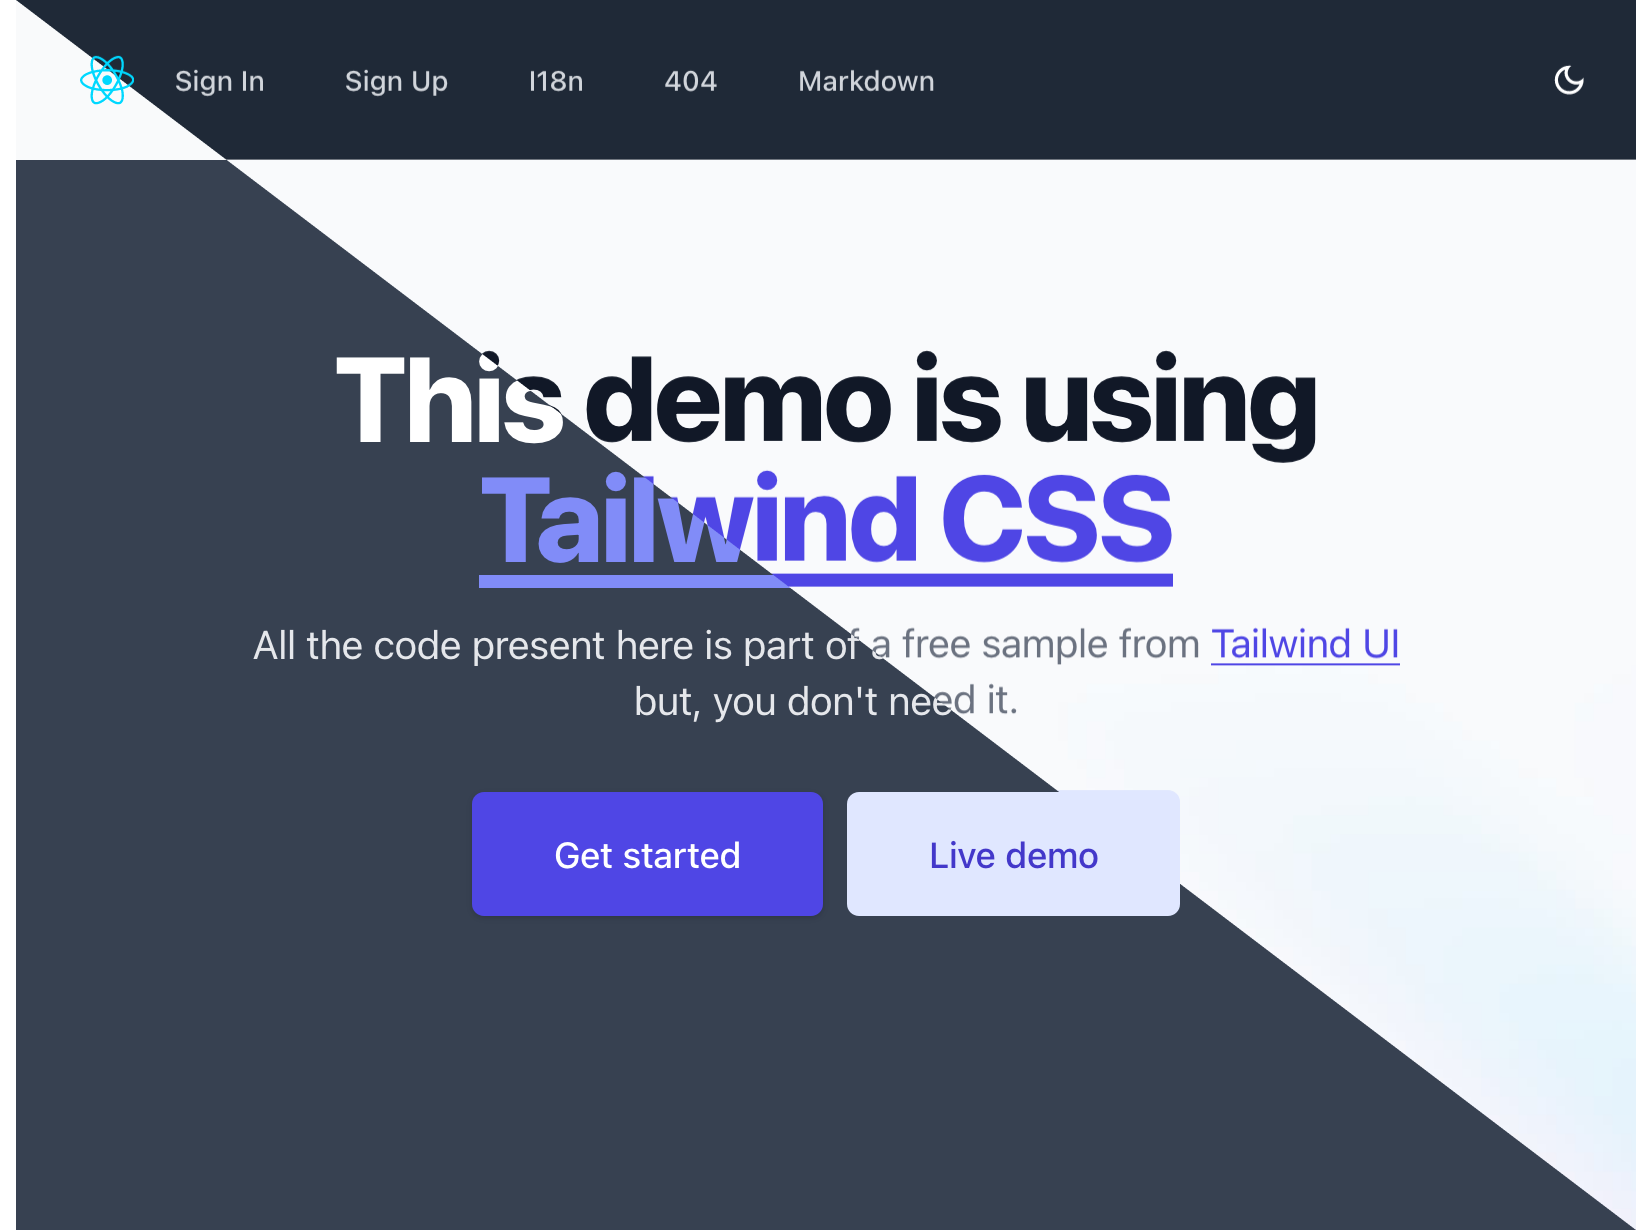 Sign In Sign Up I18n 404 Markdown
This demo is using
Tailwind CSS
All the code present here is part of a free sample from Tailwind UI
but, you don't need it.
Get started Live demo